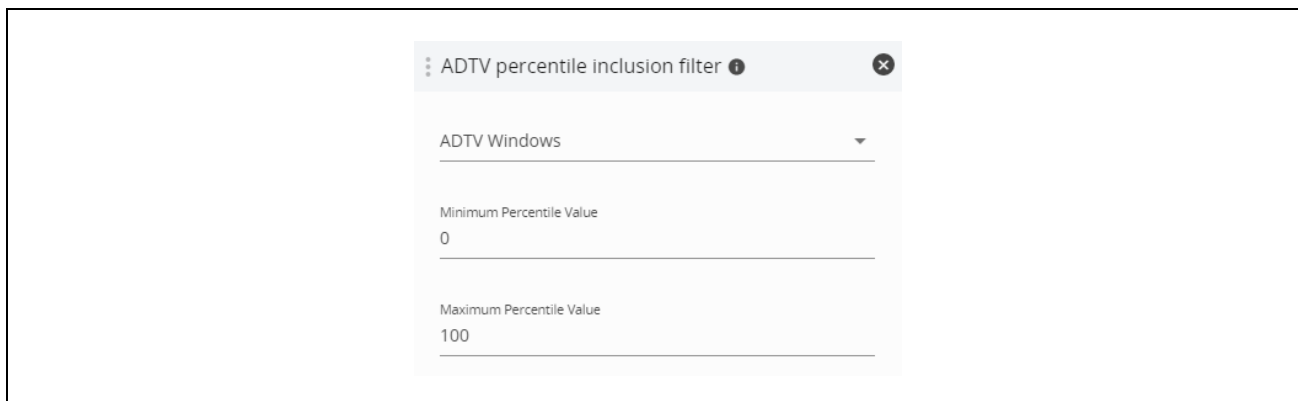 ADTV percentile inclusion filter
ADTV Windows
Minimum Percentile Value
0
Maximum Percentile Value
100